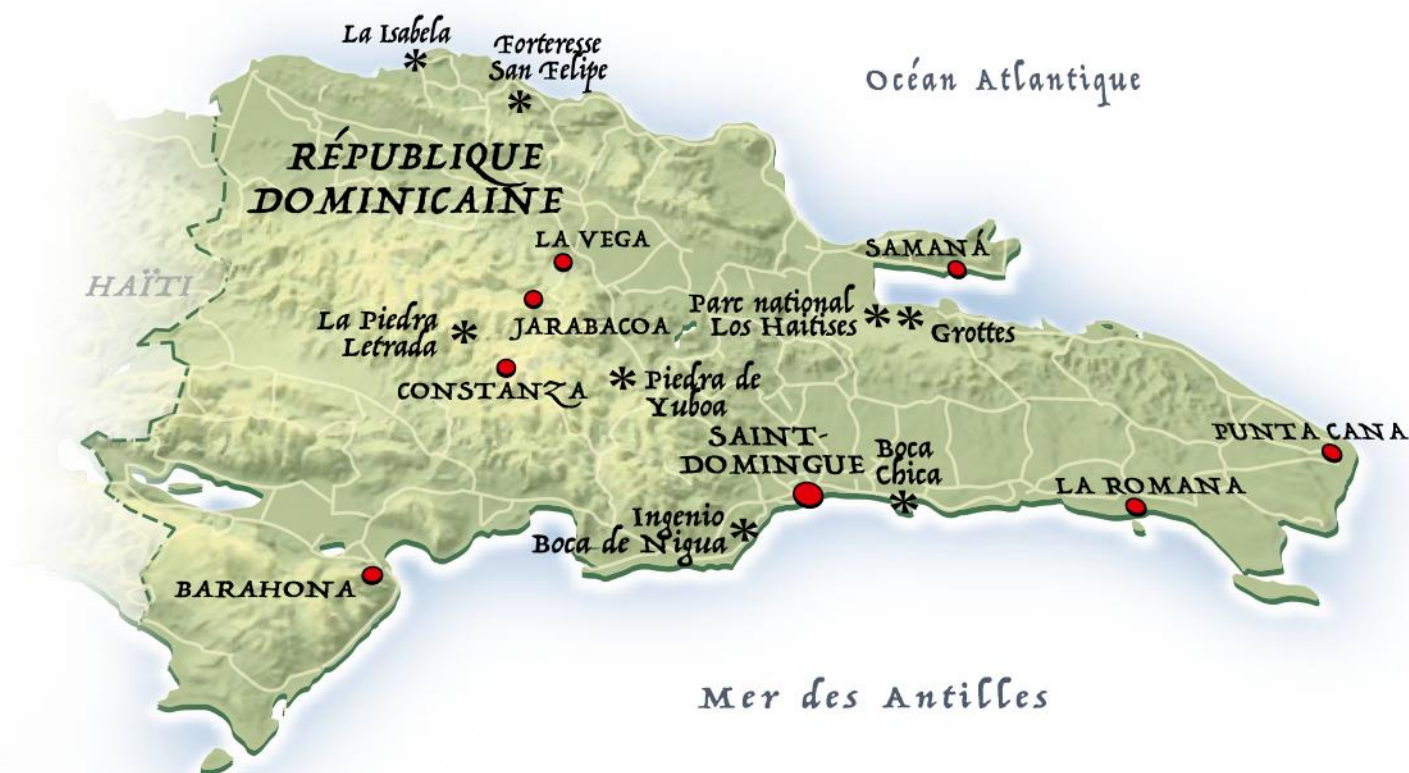 La Isabela
Forteresse
San Felipe
Océan Atlantique
RÉPUBLIQUE
DOMINICAINE
LA VEGA
SAMANÁ
HAÏTI
La Piedra
Letrada
JARABACOA
Parc national
Los Haïtises
Grottes
CONSTANZA
Piedra de
Yuboa
SAINT-
DOMINGUE
Boca
Chica
PUNTA CANA
LA ROMANA
Ingenio
Boca de Nigua
BARAHONA
Mer des Antilles